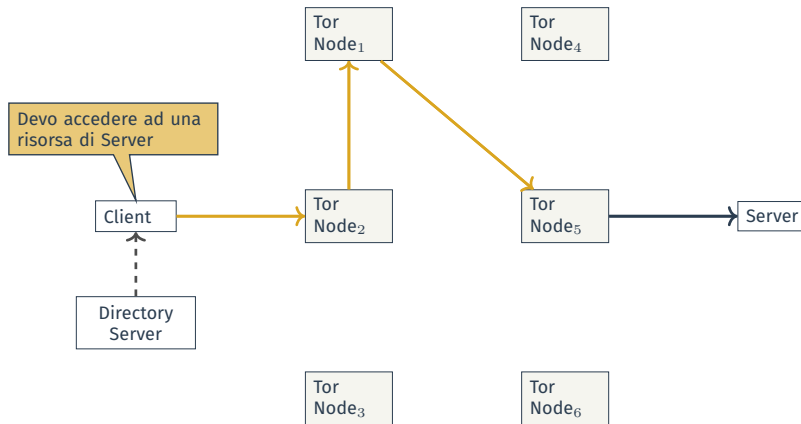 Tor
Node₁
Tor
Node₄
Devo accedere ad una
risorsa di Server
Client
Tor
Node₂
Tor
Node₅
Server
Directory
Server
Tor
Node₃
Tor
Node₆